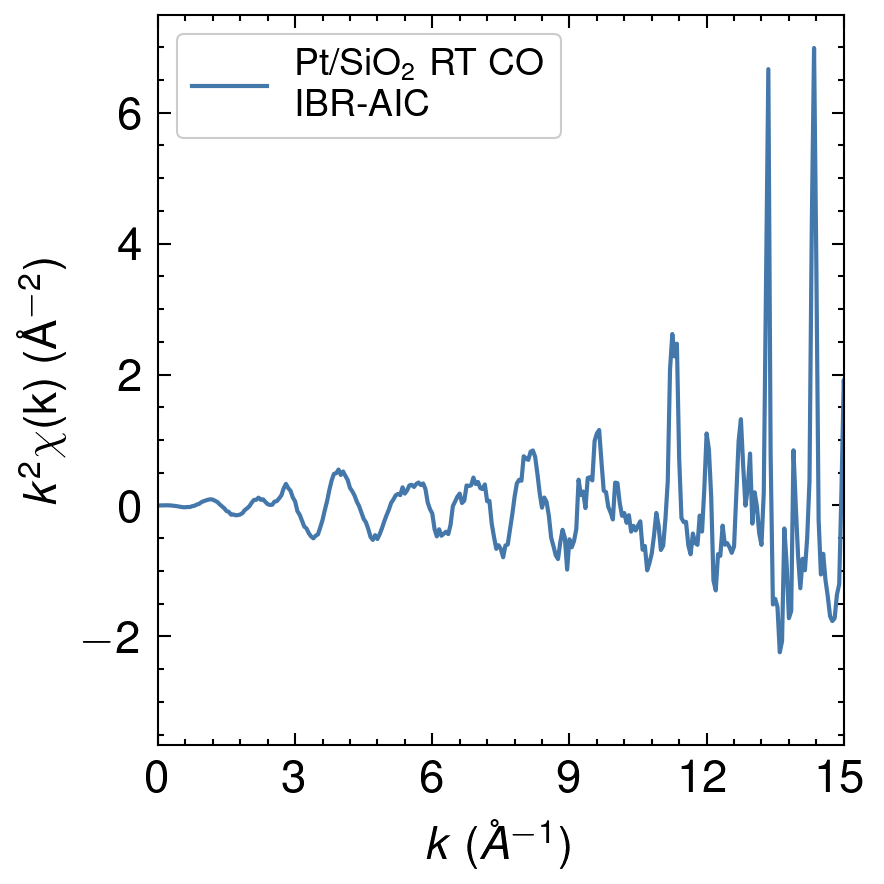 Pt/SiO₂ RT CO
IBR-AIC
6
4
2
0
−2
k²χ(k) (Å⁻²)
0 3 6 9 12 15
k (Å⁻¹)